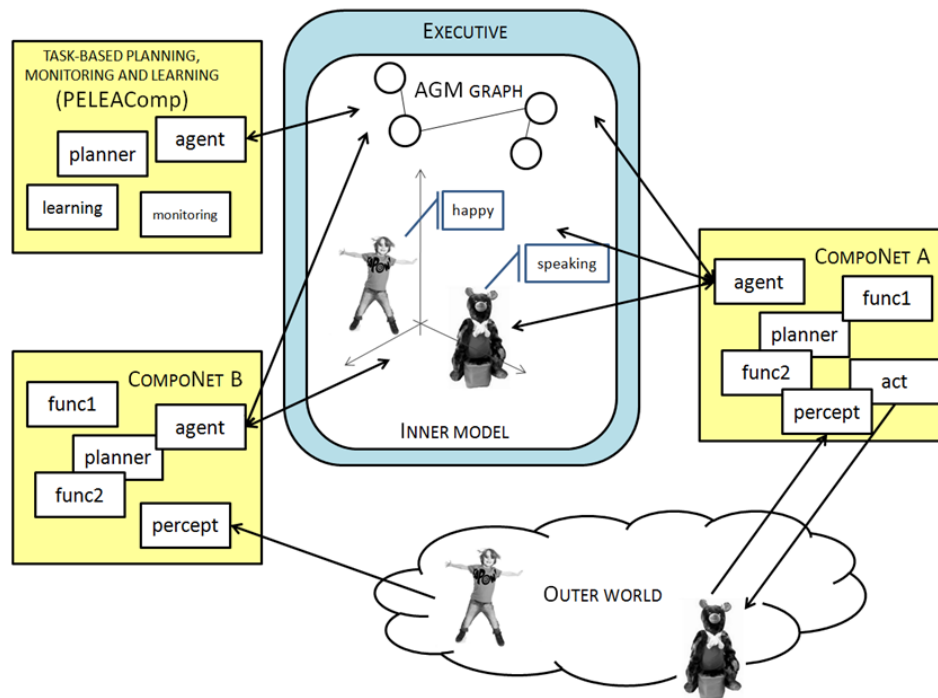 TASK-BASED PLANNING,
MONITORING AND LEARNING
(PELEAComp)
agent
planner
learning
monitoring
EXECUTIVE
AGM GRAPH
happy
speaking
INNER MODEL
COMPONET A
agent
func1
planner
func2
act
percept
COMPONET B
func1
agent
planner
func2
percept
OUTER WORLD